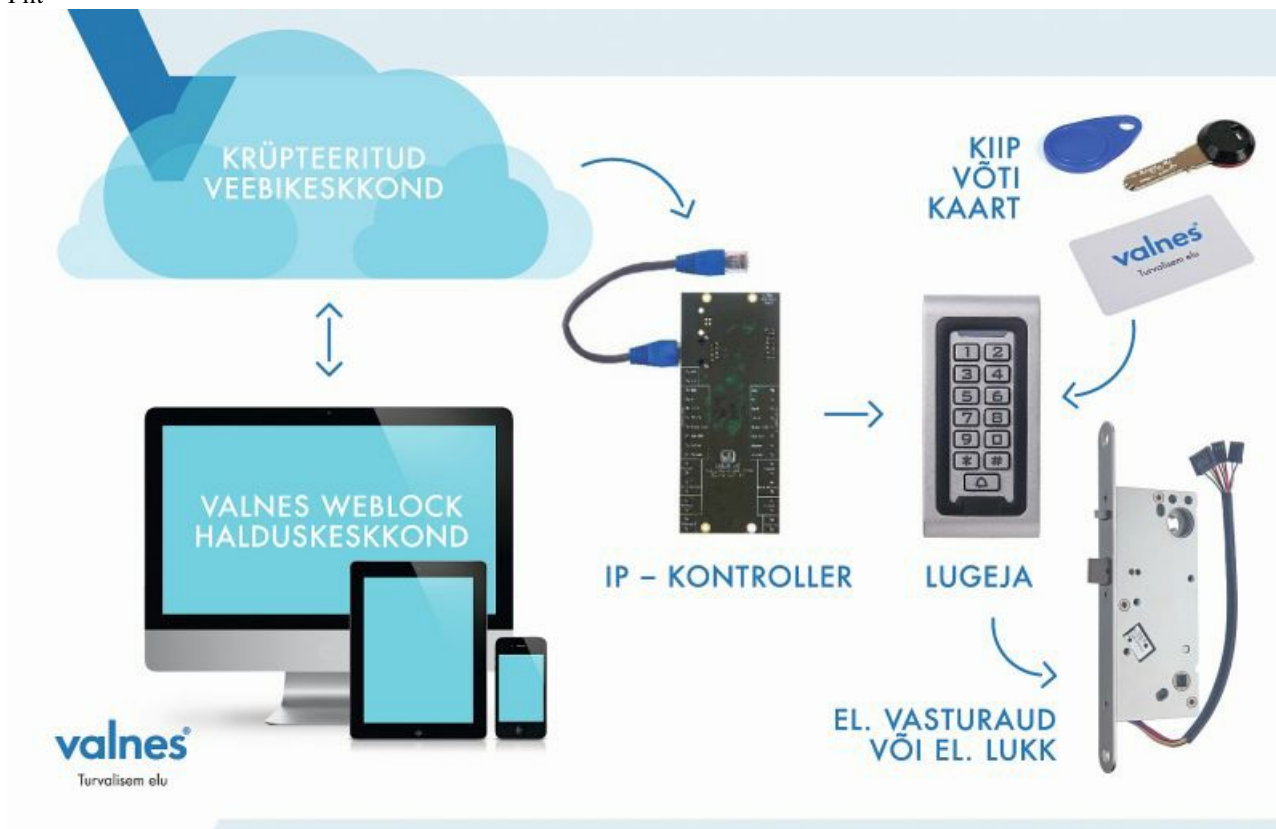 KRÜPTEERITUD
VEEBIKESKKOND
KIIP
VÕTI
KAART
valnes®
Turvalisem elu
1 2
3 4
5 6
7 8
9 0
* #
VALNES WEBLOCK
HALDUSKESKKOND
IP – KONTROLLER
LUGEJA
EL. VASTURAUD
VÕI EL. LUKK
valnes®
Turvalisem elu